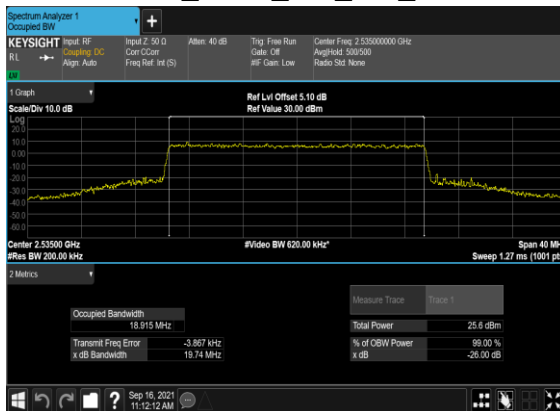 Spectrum Analyzer 1
Occupied BW
KEYSIGHT
RL
Input: RF
Coupling: DC
Align: Auto
Input Z: 50 Ω
Corr CCorr
Freq Ref: Int (S)
Atten: 40 dB
Trig: Free Run
Gate: Off
#IF Gain: Low
Center Freq: 2.535000000 GHz
Avg|Hold: 500/500
Radio Std: None
1 Graph
Scale/Div 10.0 dB
Ref Lvl Offset 5.10 dB
Ref Value 30.00 dBm
Log
20.0
10.0
0.00
-10.0
-20.0
-30.0
-40.0
-50.0
-60.0
Center 2.53500 GHz
#Res BW 200.00 kHz
#Video BW 620.00 kHz*
Span 40 MH
Sweep 1.27 ms (1001 pt
2 Metrics
Occupied Bandwidth
18.915 MHz
Transmit Freq Error -3.867 kHz
x dB Bandwidth 19.74 MHz
Measure Trace Trace 1
Total Power 25.6 dBm
% of OBW Power 99.00 %
x dB -26.00 dB
Sep 16, 2021
11:12:12 AM